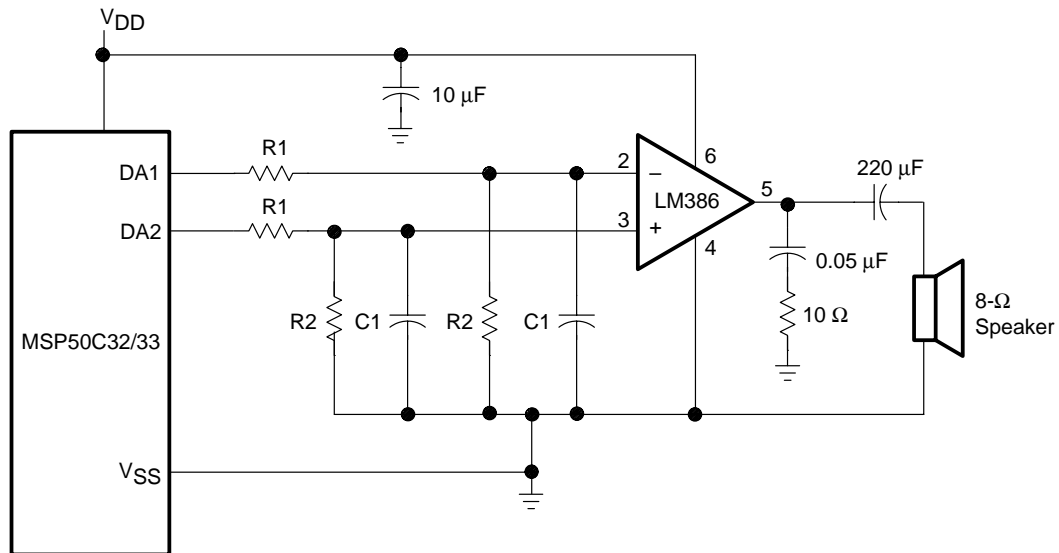 VDD
10 μF
R1
DA1
2
−
6
LM386
220 μF
5
R1
DA2
3
+
4
0.05 μF
R2
C1
R2
C1
10 Ω
8-Ω
Speaker
MSP50C32/33
VSS